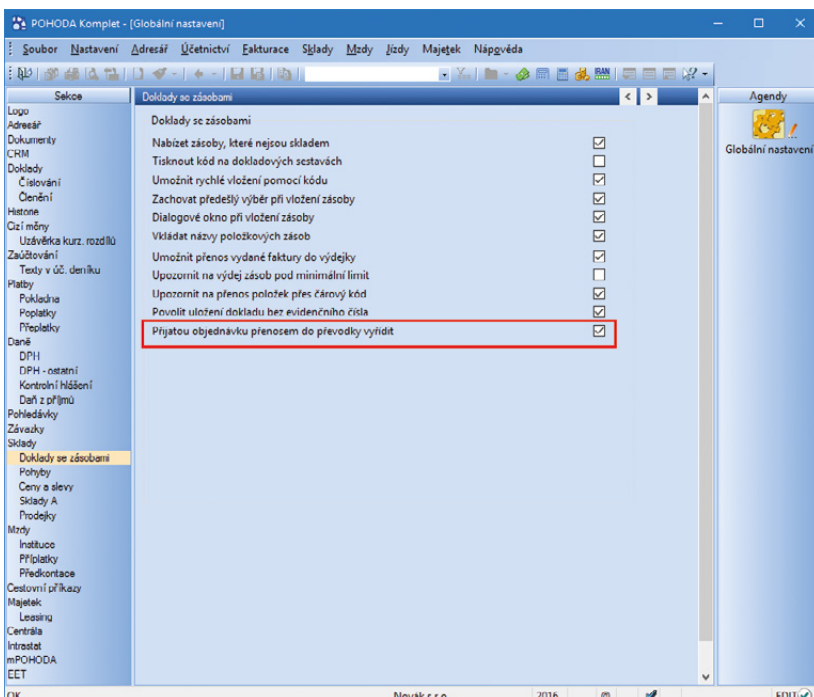 POHODA Komplet - [Globální nastavení]
Soubor Nastavení Adresář Účetnictví Fakturace Sklady Mzdy Jízdy Majetek Nápověda
IBAN
Sekce
Logo
Adresář
Dokumenty
CRM
Doklady
Číslování
Členění
Historie
Cizí měny
Uzávěrka kurz. rozdílů
Zaúčtování
Texty v úč. deníku
Platby
Pokladna
Poplatky
Přeplatky
Daně
DPH
DPH - ostatní
Kontrolní hlášení
Daň z příjmů
Pohledávky
Závazky
Sklady
Doklady se zásobami
Pohyby
Ceny a slevy
Sklady A
Prodejky
Mzdy
Instituce
Příplatky
Předkontace
Cestovní příkazy
Majetek
Leasing
Centrála
Intrastat
mPOHODA
EET
Doklady se zásobami
Doklady se zásobami
Nabízet zásoby, které nejsou skladem
Tisknout kód na dokladových sestavách
Umožnit rychlé vložení pomocí kódu
Zachovat předešlý výběr při vložení zásoby
Dialogové okno při vložení zásoby
Vkládat názvy položkových zásob
Umožnit přenos vydané faktury do výdejky
Upozornit na výdej zásob pod minimální limit
Upozornit na přenos položek přes čárový kód
Povolit uložení dokladu bez evidenčního čísla
Přijatou objednávku přenosem do převodky vyřídit
Agendy
Globální nastavení
OK Novák s.r.o. 2016 EDIT